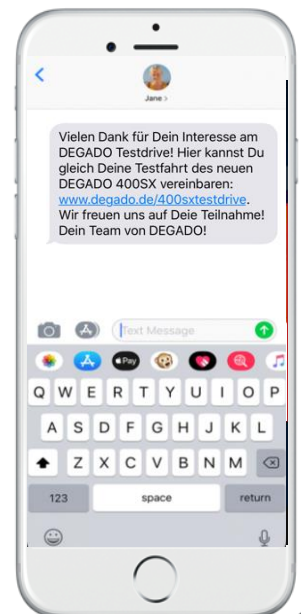 Jane >
Vielen Dank für Dein Interesse am
DEGADO Testdrive! Hier kannst Du
gleich Deine Testfahrt des neuen
DEGADO 400SX vereinbaren:
www.degado.de/400sxtestdrive.
Wir freuen uns auf Deie Teilnahme!
Dein Team von DEGADO!
Text Message
Pay
Q W E R T Y U I O P
A S D F G H J K L
Z X C V B N M
123 space return